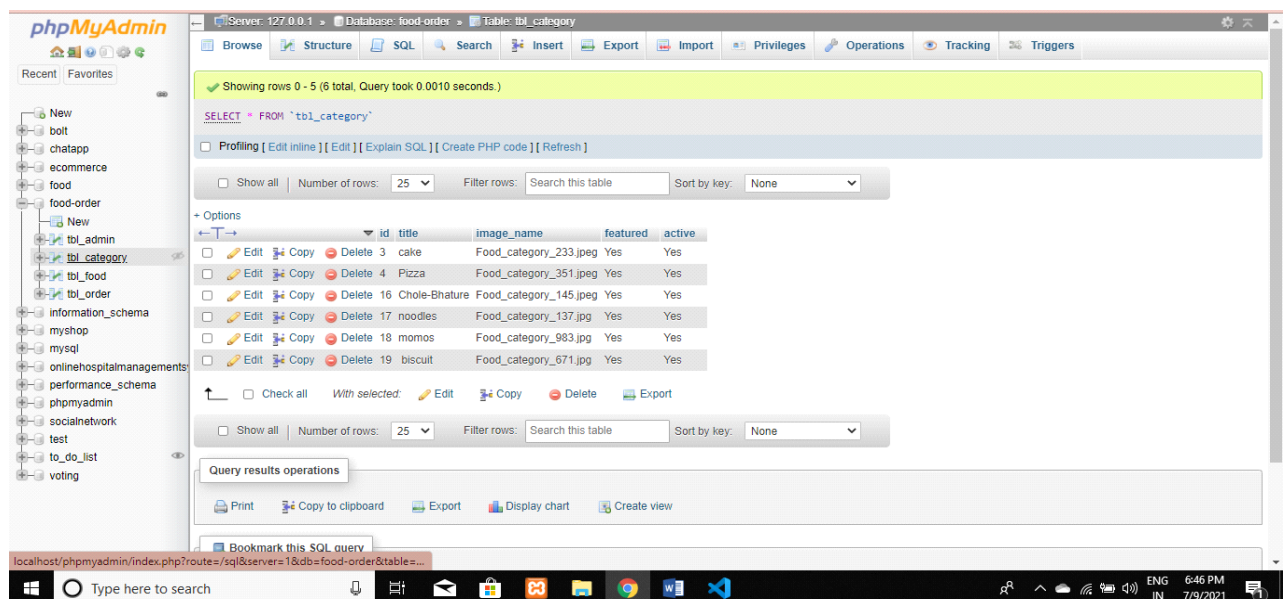 phpMyAdmin
Recent Favorites
New
bolt
chatapp
ecommerce
food
food-order
New
tbl_admin
tbl_category
tbl_food
tbl_order
information_schema
myshop
mysql
onlinehospitalmanagements
performance_schema
phpmyadmin
socialnetwork
test
to_do_list
voting
Server: 127.0.0.1 » Database: food-order » Table: tbl_category
Browse Structure SQL Search Insert Export Import Privileges Operations Tracking Triggers
Showing rows 0 - 5 (6 total, Query took 0.0010 seconds.)
SELECT * FROM `tbl_category`
Profiling [ Edit inline ] [ Edit ] [ Explain SQL ] [ Create PHP code ] [ Refresh ]
Show all | Number of rows: 25 Filter rows: Search this table Sort by key: None
+ Options
←T→ id title image_name featured active
Edit Copy Delete 3 cake Food_category_233.jpeg Yes Yes
Edit Copy Delete 4 Pizza Food_category_351.jpeg Yes Yes
Edit Copy Delete 16 Chole-Bhature Food_category_145.jpeg Yes Yes
Edit Copy Delete 17 noodles Food_category_137.jpg Yes Yes
Edit Copy Delete 18 momos Food_category_983.jpg Yes Yes
Edit Copy Delete 19 biscuit Food_category_671.jpg Yes Yes
Check all With selected: Edit Copy Delete Export
Show all | Number of rows: 25 Filter rows: Search this table Sort by key: None
Query results operations
Print Copy to clipboard Export Display chart Create view
Bookmark this SQL query
localhost/phpmyadmin/index.php?route=/sql&server=1&db=food-order&table=...
Type here to search
ENG 6:46 PM
IN 7/9/2021